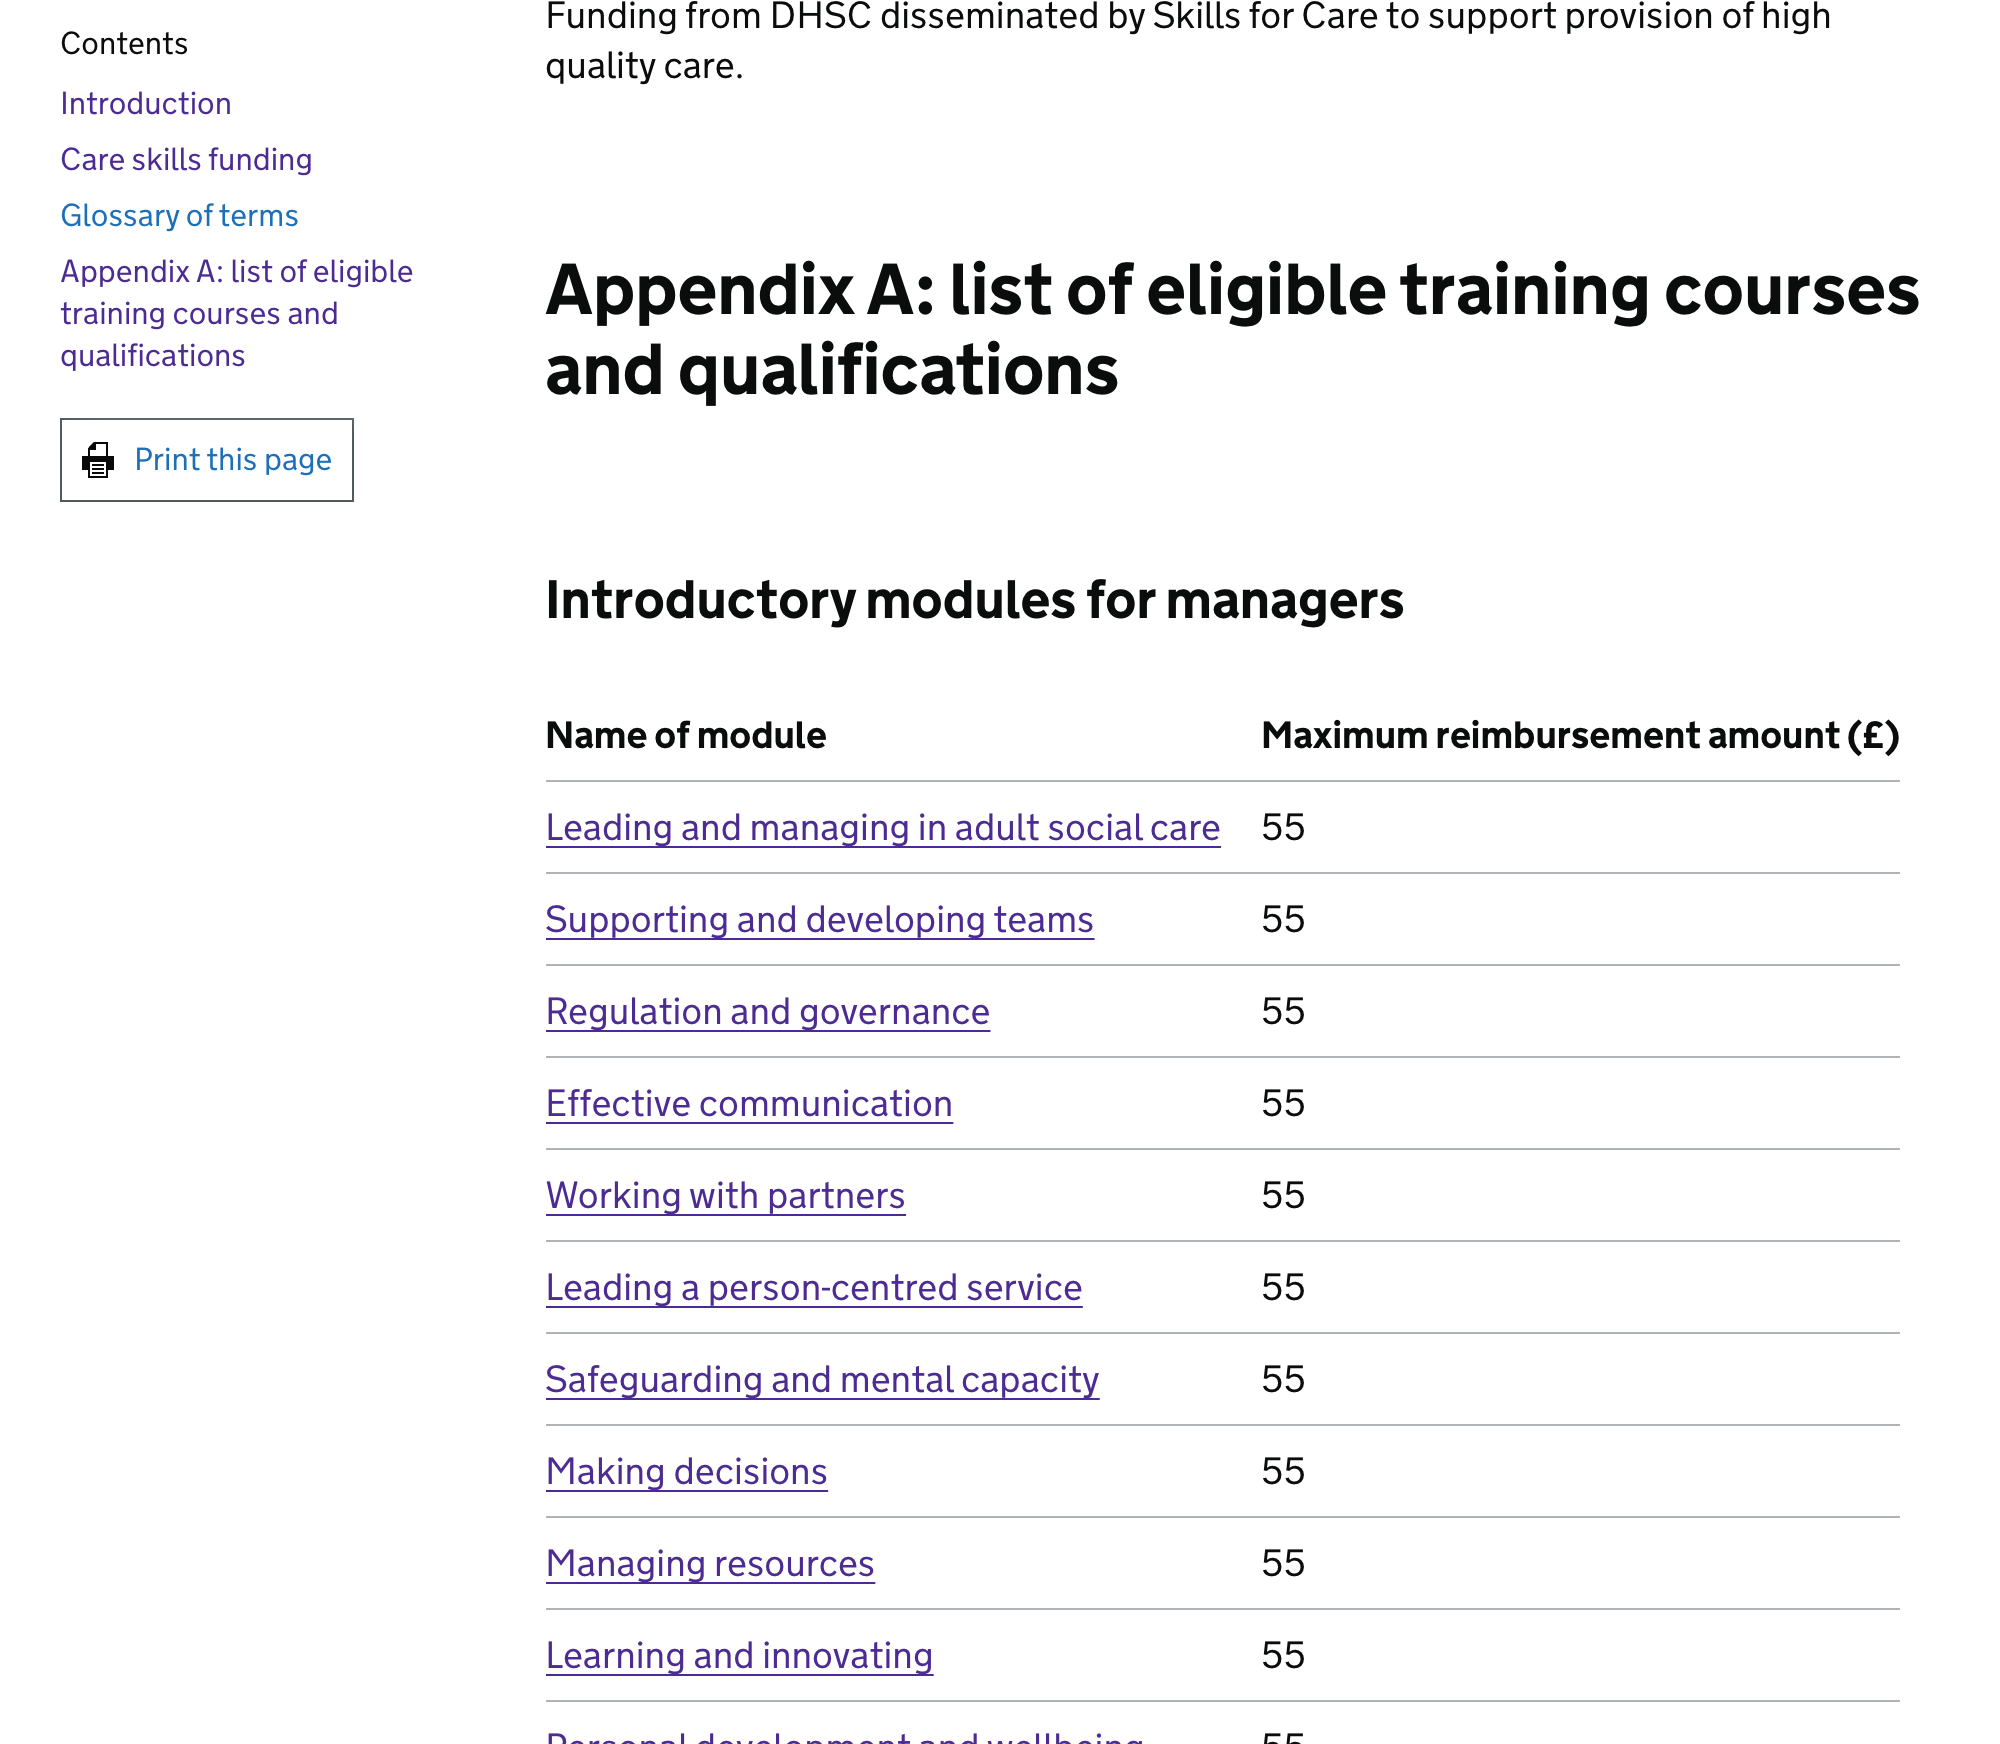 Contents
Introduction
Care skills funding
Glossary of terms
Appendix A: list of eligible
training courses and
qualifications
Print this page
Funding from DHSC disseminated by Skills for Care to support provision of high
quality care.
Appendix A: list of eligible training courses
and qualifications
Introductory modules for managers
Name of module Maximum reimbursement amount (£)
Leading and managing in adult social care 55
Supporting and developing teams 55
Regulation and governance 55
Effective communication 55
Working with partners 55
Leading a person-centred service 55
Safeguarding and mental capacity 55
Making decisions 55
Managing resources 55
Learning and innovating 55
Personal development and wellbeing 55